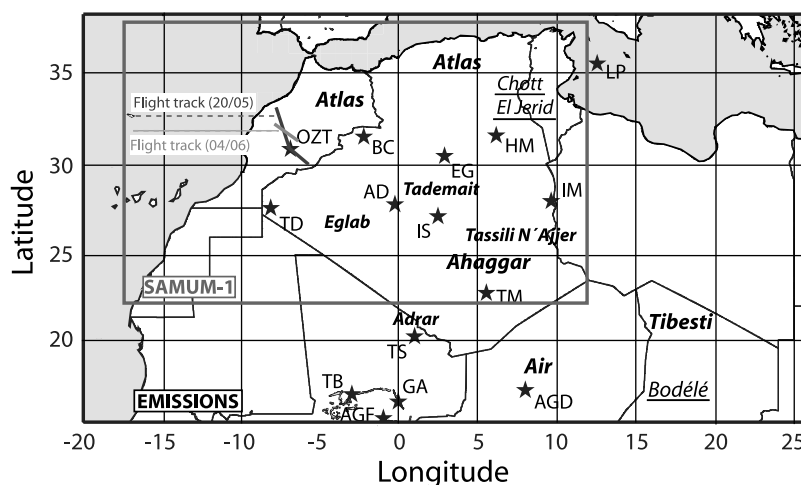 Atlas
35
LP
Chott
El Jerid
Atlas
Flight track (20/05)
OZT
BC
HM
Flight track (04/06)
EG
30
Tademait
AD
IM
Latitude
TD
Eglab
IS
Tassili N´Ajjer
25
Ahaggar
SAMUM-1
TM
Adrar
Tibesti
20
TS
Air
TB
GA
Bodélé
EMISSIONS
AGF
AGD
-20 -15 -10 -5 0 5 10 15 20 25
Longitude